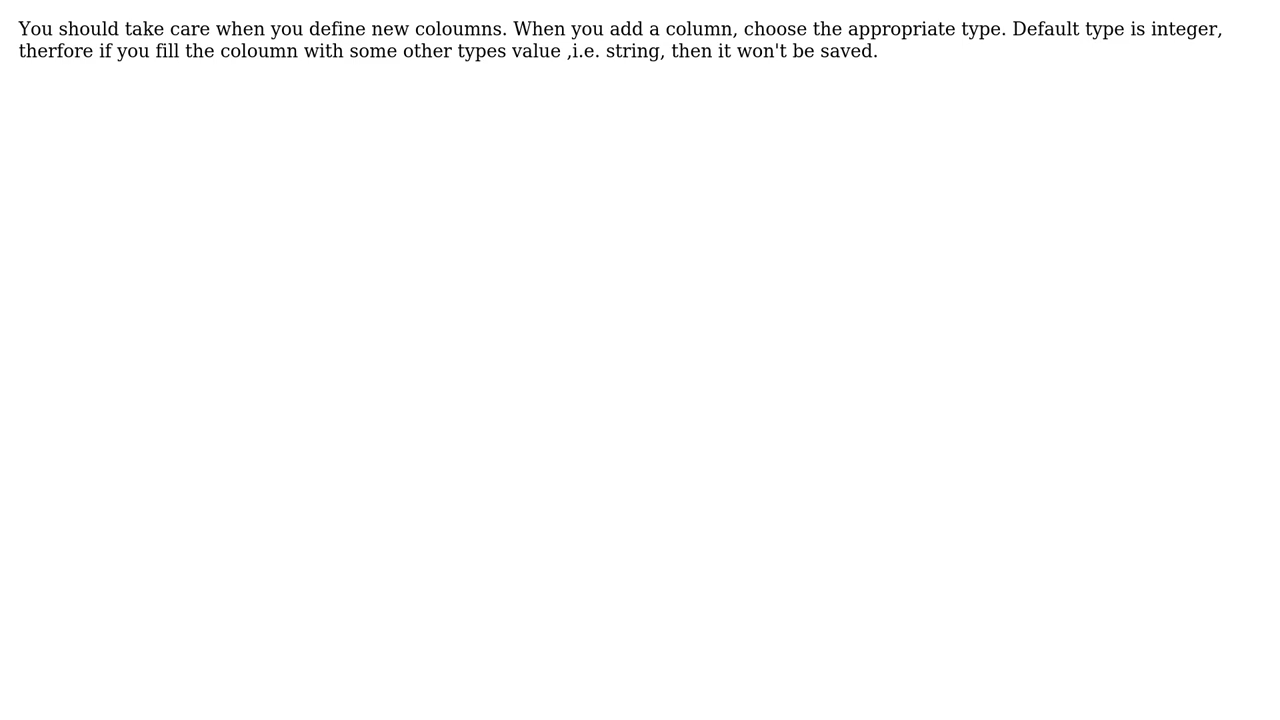 You should take care when you define new coloumns. When you add a column, choose the appropriate type. Default type is integer,
therfore if you fill the coloumn with some other types value ,i.e. string, then it won't be saved.